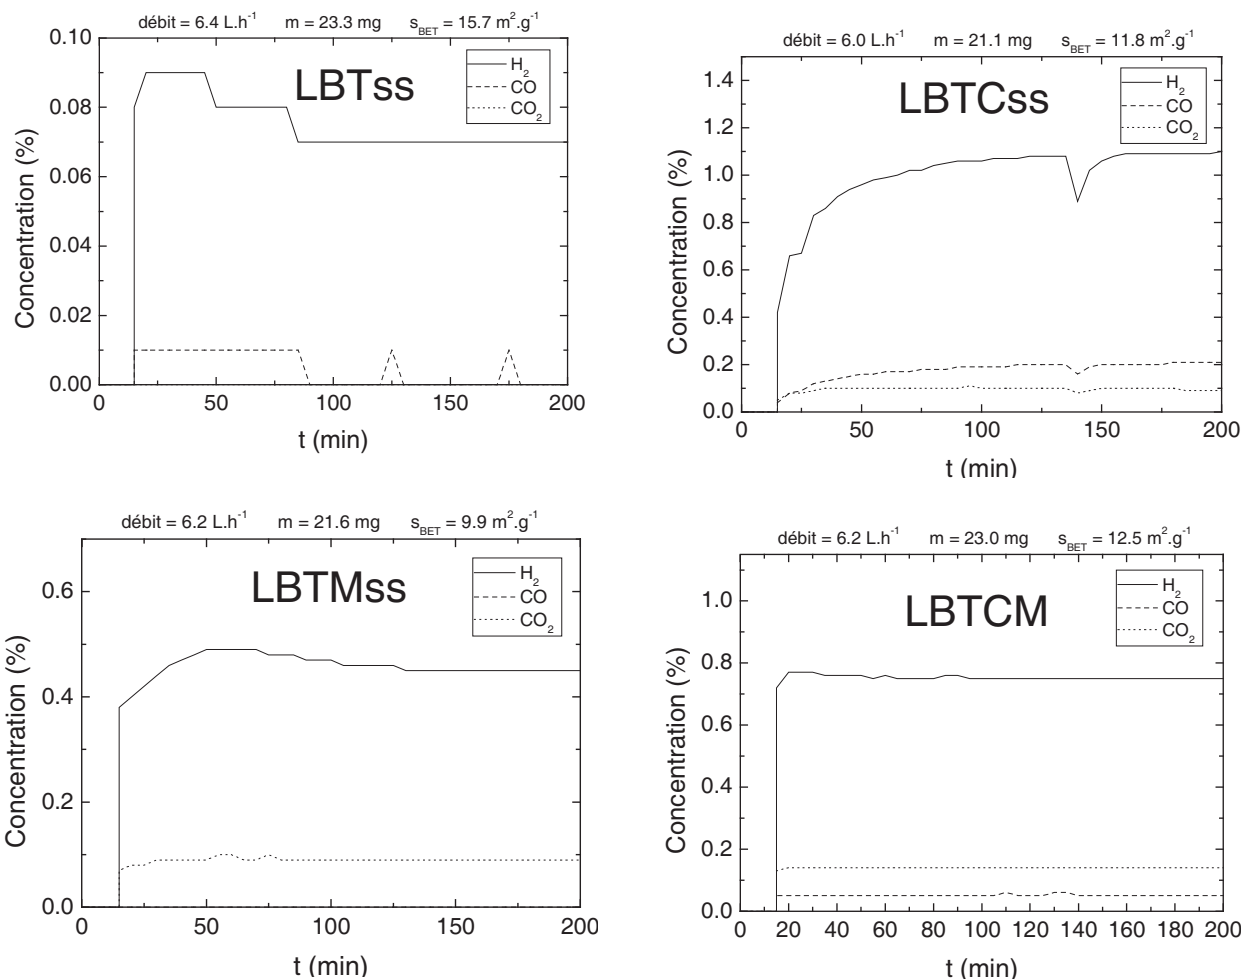 débit = 6.4 L.h⁻¹ m = 23.3 mg s_BET = 15.7 m².g⁻¹
LBTss
H₂
CO
CO₂
0.10
0.08
0.06
0.04
0.02
0.00
Concentration (%)
0 50 100 150 200
t (min)
débit = 6.0 L.h⁻¹ m = 21.1 mg s_BET = 11.8 m².g⁻¹
LBTCss
H₂
CO
CO₂
1.4
1.2
1.0
0.8
0.6
0.4
0.2
0.0
Concentration (%)
0 50 100 150 200
t (min)
débit = 6.2 L.h⁻¹ m = 21.6 mg s_BET = 9.9 m².g⁻¹
LBTMss
H₂
CO
CO₂
0.6
0.4
0.2
0.0
Concentration (%)
0 50 100 150 200
t (min)
débit = 6.2 L.h⁻¹ m = 23.0 mg s_BET = 12.5 m².g⁻¹
LBTCM
H₂
CO
CO₂
1.0
0.8
0.6
0.4
0.2
0.0
Concentration (%)
0 20 40 60 80 100 120 140 160 180 200
t (min)